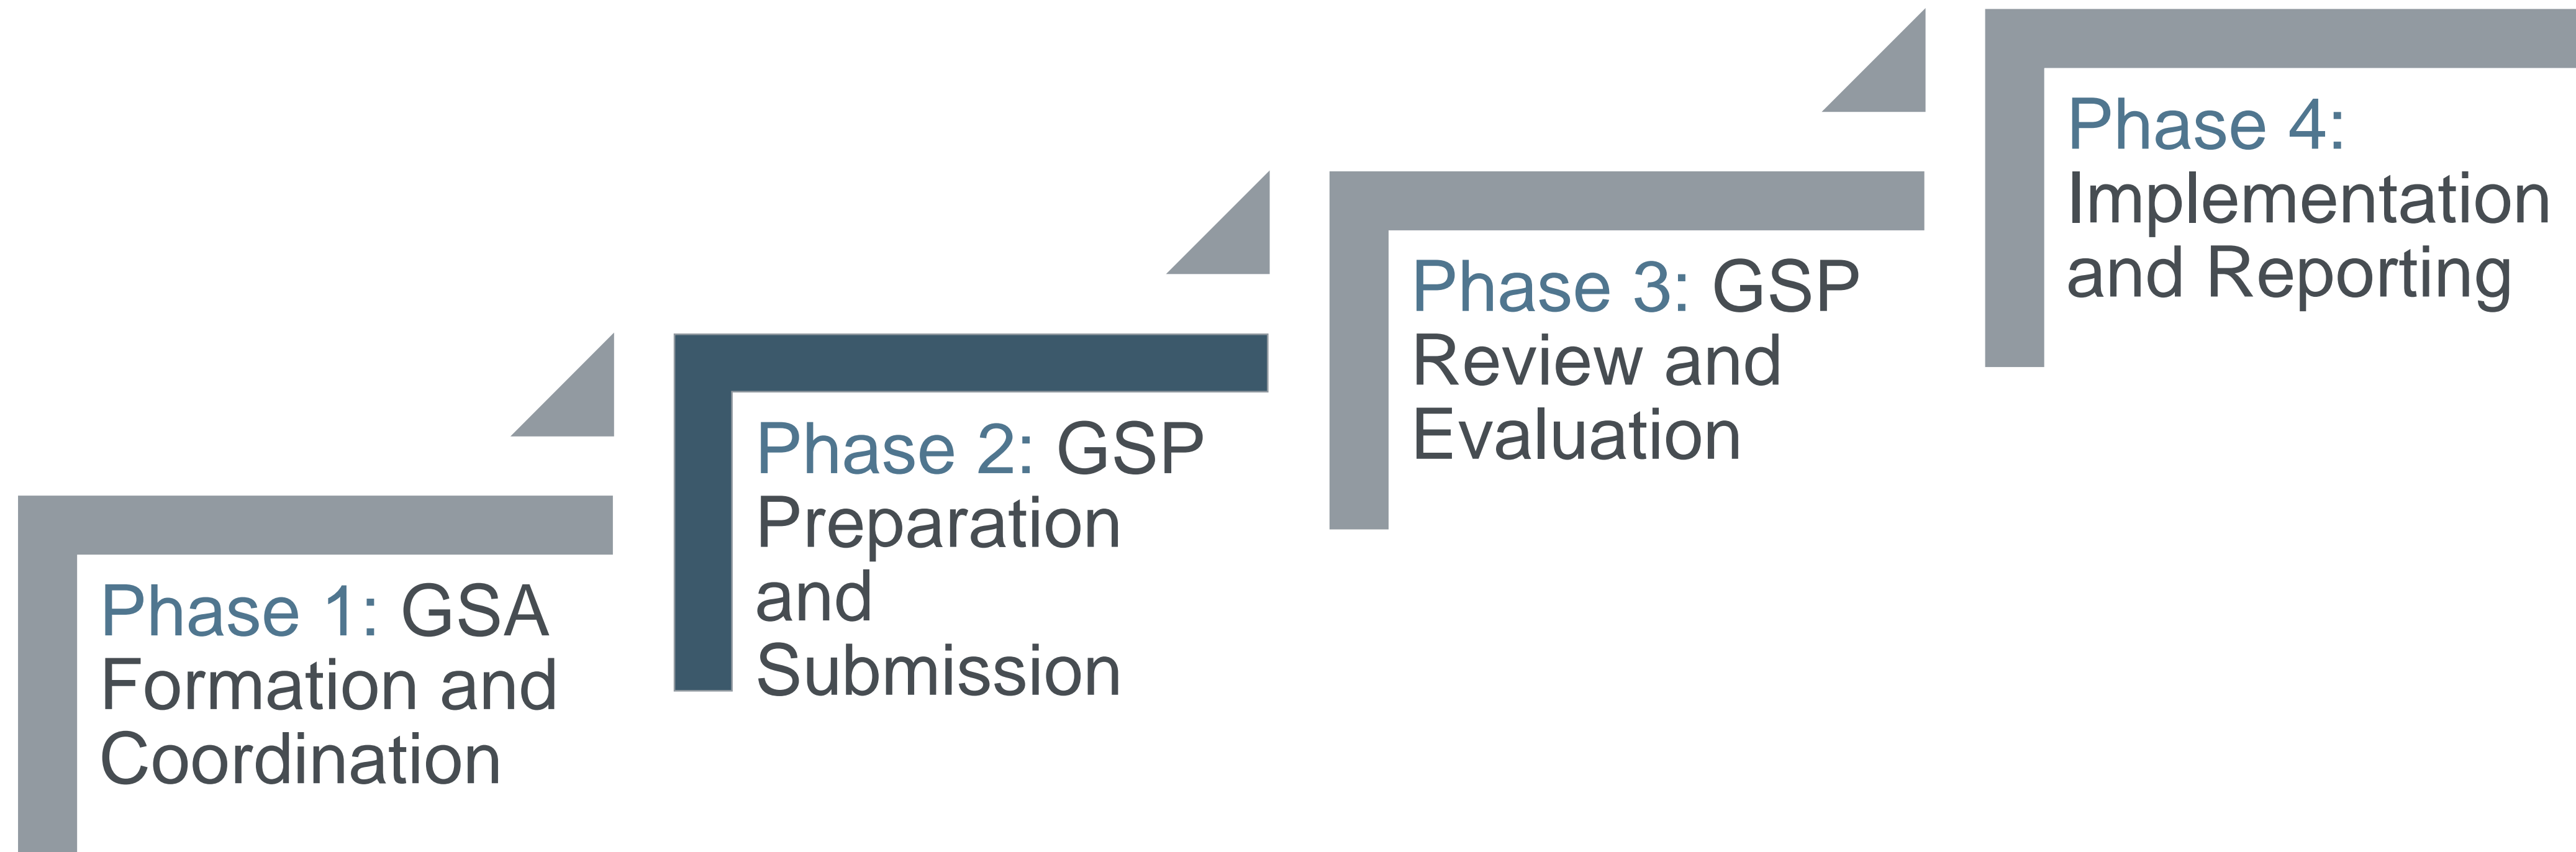 Phase 1: GSA
Formation and
Coordination
Phase 2: GSP
Preparation
and
Submission
Phase 3: GSP
Review and
Evaluation
Phase 4:
Implementation
and Reporting